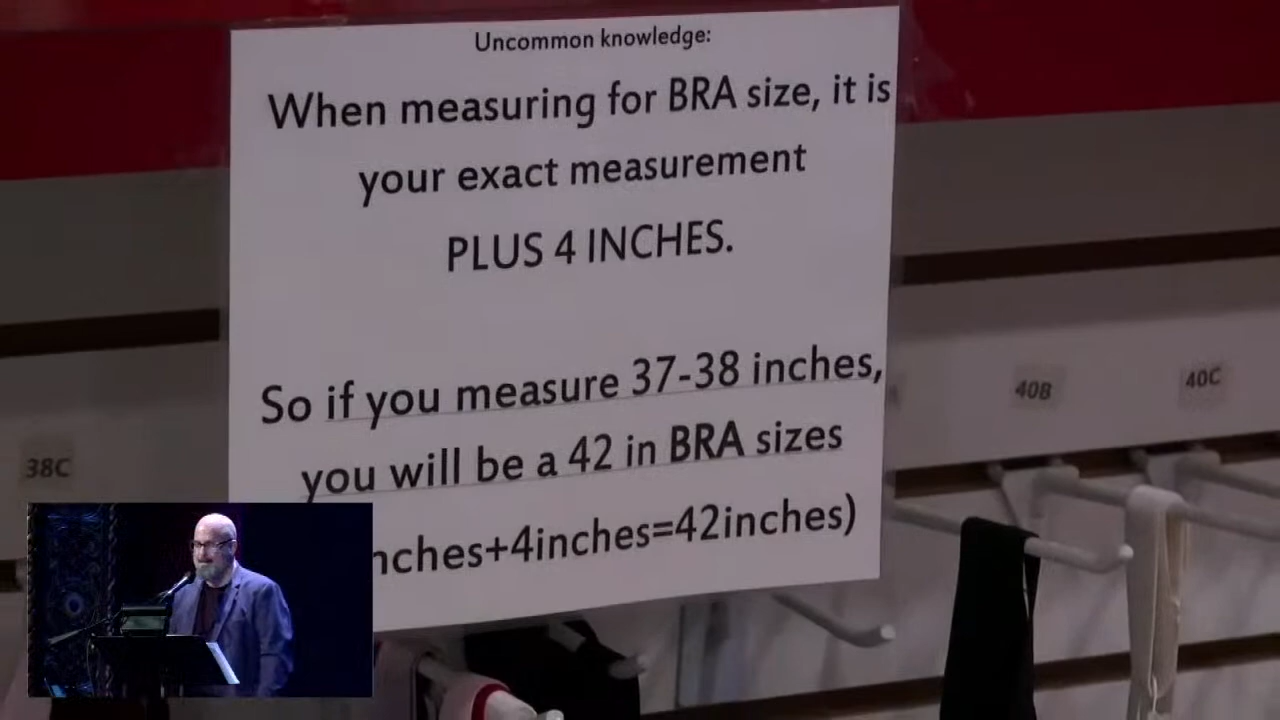 Uncommon knowledge:
When measuring for BRA size, it is
your exact measurement
PLUS 4 INCHES.
So if you measure 37-38 inches,
you will be a 42 in BRA sizes
nches+4inches=42inches)
38C
40B
40C